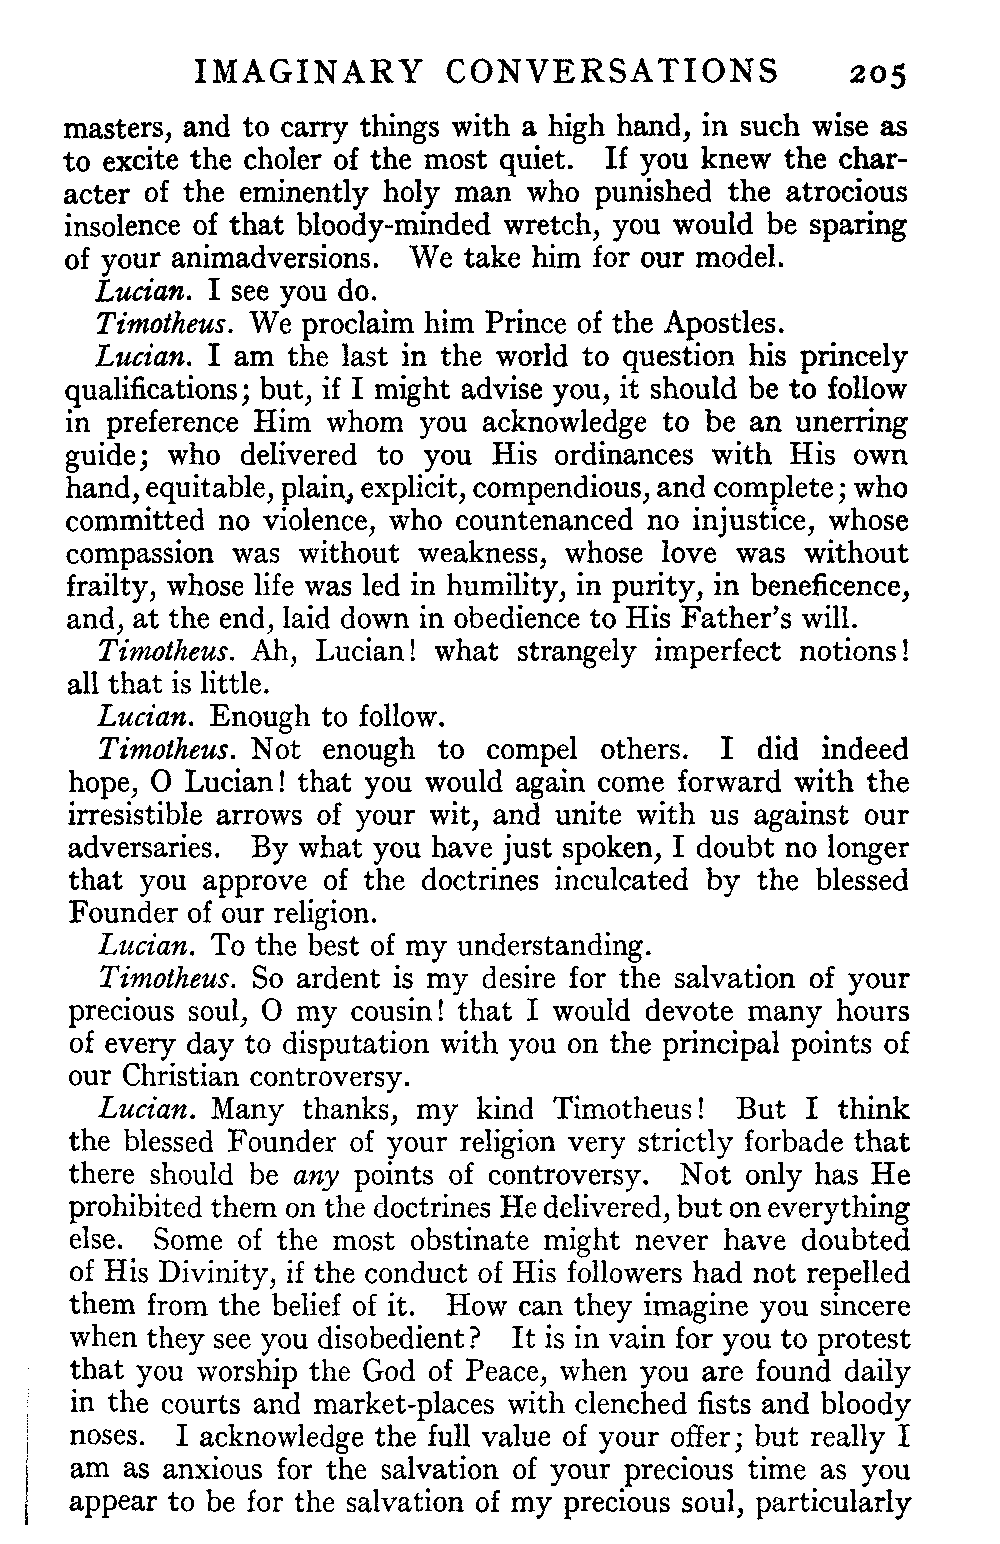 IMAGINARY CONVERSATIONS 205
masters, and to carry things with a high hand, in such wise as
to excite the choler of the most quiet. If you knew the char-
acter of the eminently holy man who punished the atrocious
insolence of that bloody-minded wretch, you would be sparing
of your animadversions. We take him for our model.
Lucian. I see you do.
Timotheus. We proclaim him Prince of the Apostles.
Lucian. I am the last in the world to question his princely
qualifications; but, if I might advise you, it should be to follow
in preference Him whom you acknowledge to be an unerring
guide; who delivered to you His ordinances with His own
hand, equitable, plain, explicit, compendious, and complete; who
committed no violence, who countenanced no injustice, whose
compassion was without weakness, whose love was without
frailty, whose life was led in humility, in purity, in beneficence,
and, at the end, laid down in obedience to His Father's will.
Timotheus. Ah, Lucian! what strangely imperfect notions!
all that is little.
Lucian. Enough to follow.
Timotheus. Not enough to compel others. I did indeed
hope, O Lucian! that you would again come forward with the
irresistible arrows of your wit, and unite with us against our
adversaries. By what you have just spoken, I doubt no longer
that you approve of the doctrines inculcated by the blessed
Founder of our religion.
Lucian. To the best of my understanding.
Timotheus. So ardent is my desire for the salvation of your
precious soul, O my cousin! that I would devote many hours
of every day to disputation with you on the principal points of
our Christian controversy.
Lucian. Many thanks, my kind Timotheus! But I think
the blessed Founder of your religion very strictly forbade that
there should be any points of controversy. Not only has He
prohibited them on the doctrines He delivered, but on everything
else. Some of the most obstinate might never have doubted
of His Divinity, if the conduct of His followers had not repelled
them from the belief of it. How can they imagine you sincere
when they see you disobedient? It is in vain for you to protest
that you worship the God of Peace, when you are found daily
in the courts and market-places with clenched fists and bloody
noses. I acknowledge the full value of your offer; but really I
am as anxious for the salvation of your precious time as you
appear to be for the salvation of my precious soul, particularly